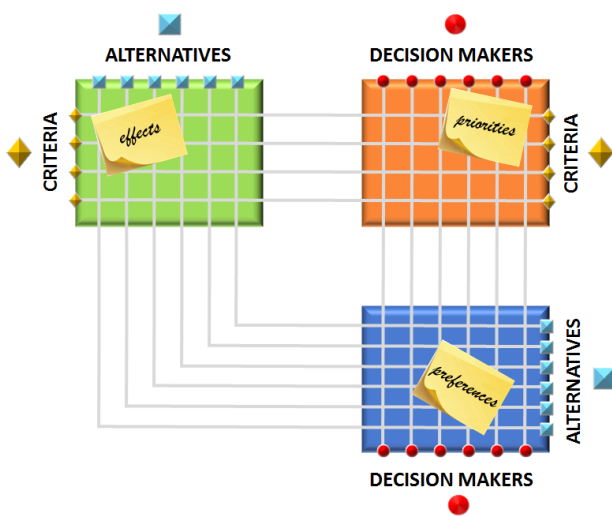 ALTERNATIVES
DECISION MAKERS
CRITERIA
effects
priorities
CRITERIA
preferences
ALTERNATIVES
DECISION MAKERS